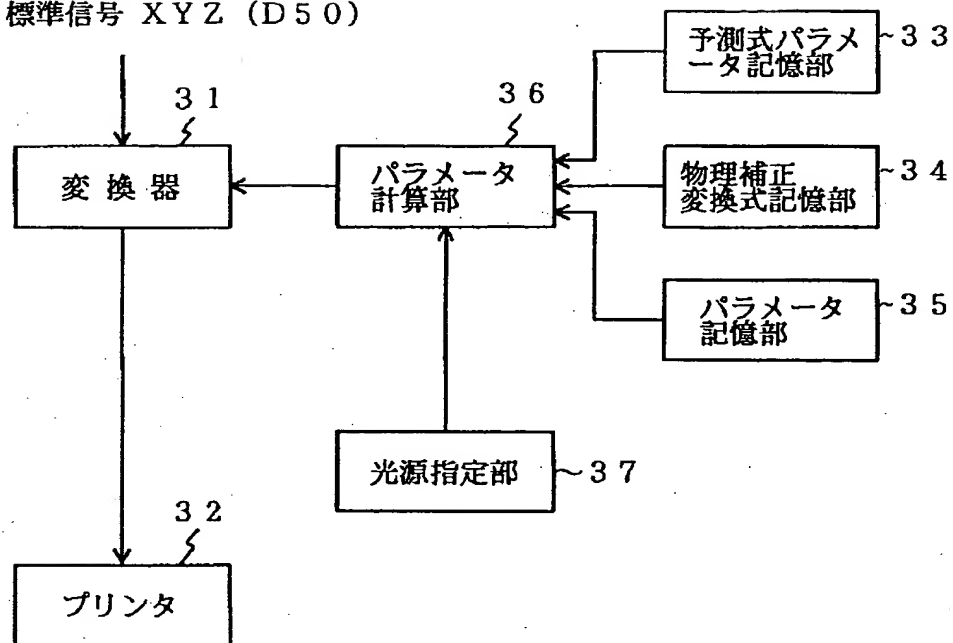 標準信号 ＸＹＺ（Ｄ５０）
３１
変 換 器
３６
パラメータ
計算部
予測式パラメ
ータ記憶部
~３３
物理補正
変換式記憶部
~３４
パラメータ
記憶部
~３５
光源指定部
~３７
３２
プリンタ